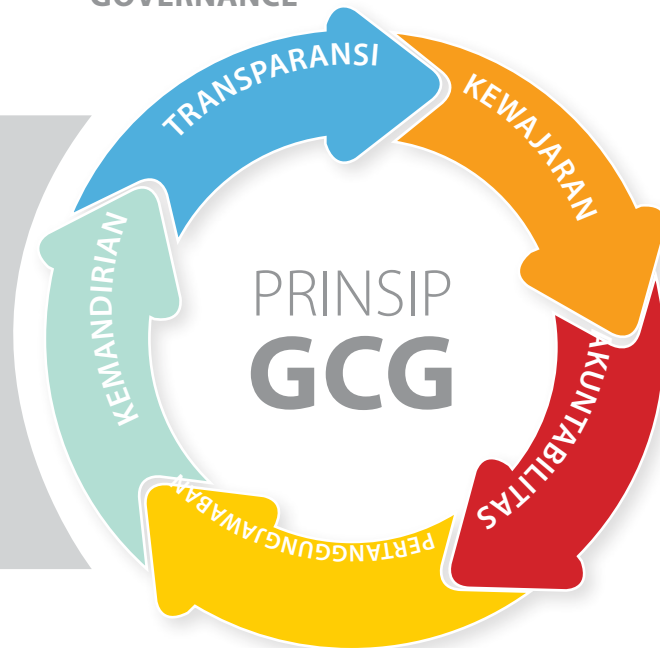 GOVERNANCE
TRANSPARANSI
KEWAJARAN
AKUNTABILITAS
PERTANGGUNGJAWABAN
KEMANDIRIAN
PRINSIP
GCG